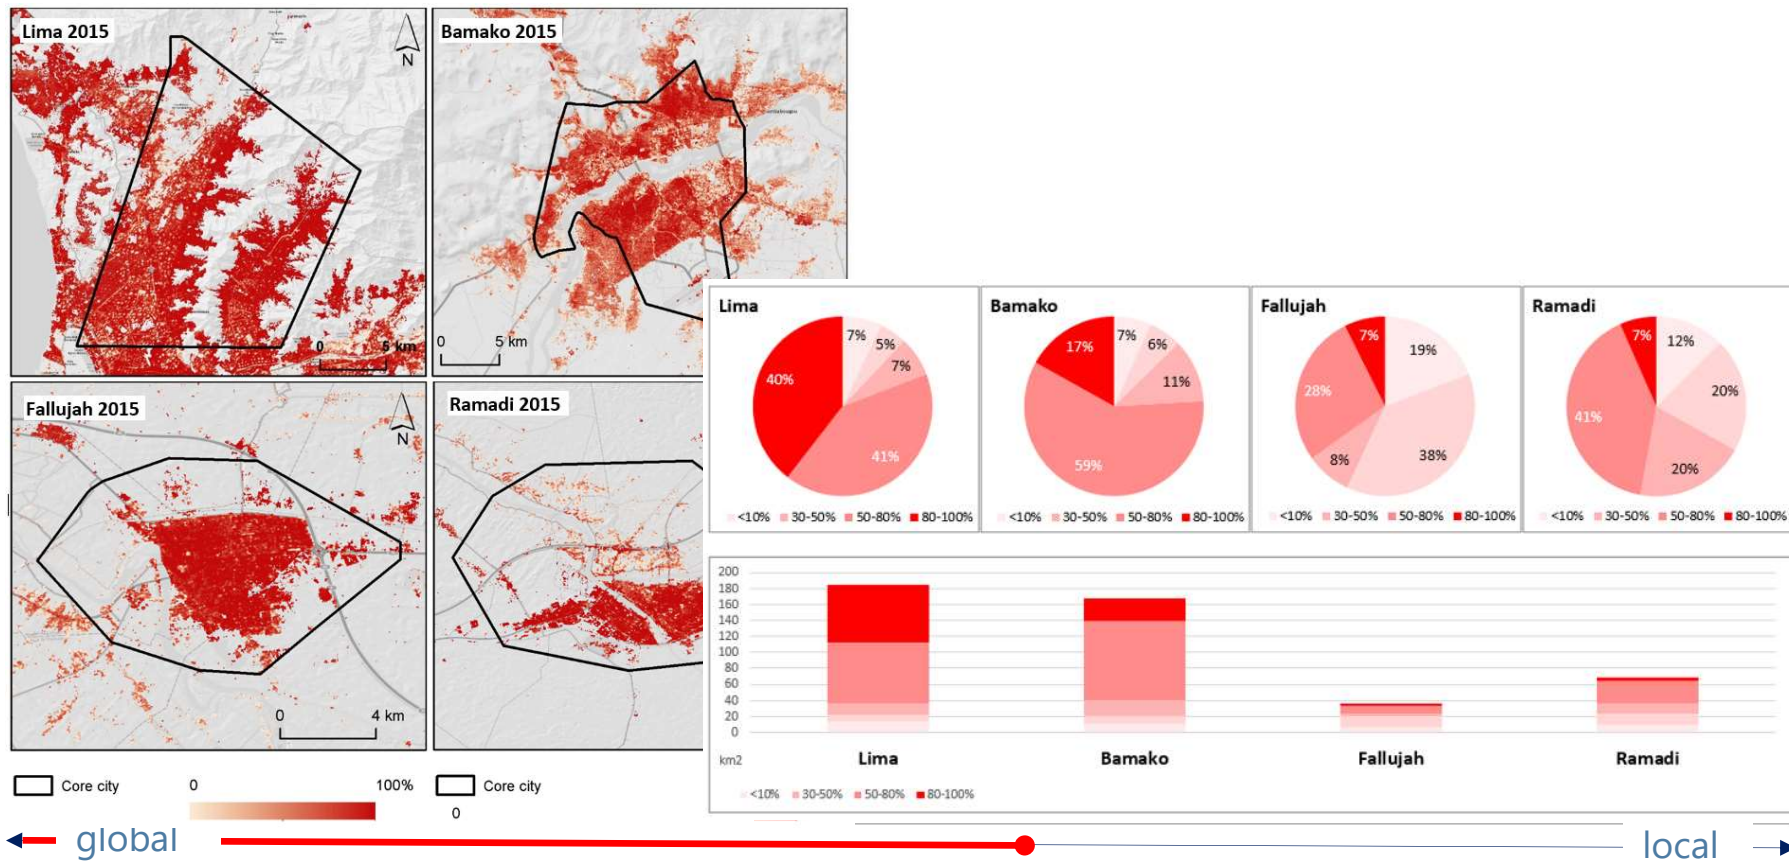 Lima 2015
N
0
5 km
Bamako 2015
0
5 km
Fallujah 2015
N
0
4 km
Ramadi 2015
Core city
0
100%
Core city
0
Lima
7%
5%
7%
41%
40%
<10%
30-50%
50-80%
80-100%
Bamako
7%
6%
11%
59%
17%
<10%
30-50%
50-80%
80-100%
Fallujah
19%
38%
8%
28%
7%
<10%
30-50%
50-80%
80-100%
Ramadi
12%
20%
20%
41%
7%
<10%
30-50%
50-80%
80-100%
200
180
160
140
120
100
80
60
40
20
0
km2
Lima
Bamako
Fallujah
Ramadi
<10%
30-50%
50-80%
80-100%
global
local